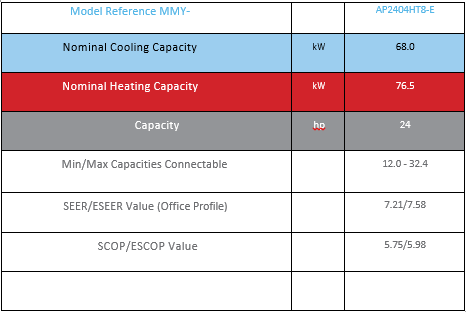 Model Reference MMY- AP2404HT8-E
Nominal Cooling Capacity kW 68.0
Nominal Heating Capacity kW 76.5
Capacity hp 24
Min/Max Capacities Connectable 12.0 - 32.4
SEER/ESEER Value (Office Profile) 7.21/7.58
SCOP/ESCOP Value 5.75/5.98